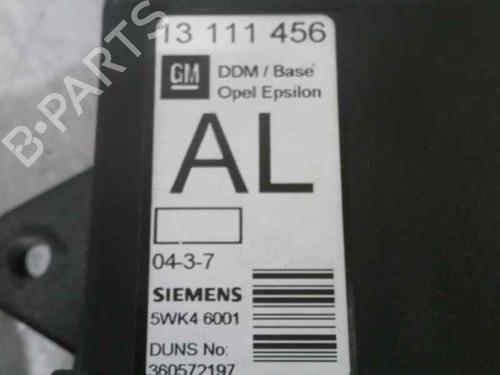 13 111 456
GM
DDM / Base
Opel Epsilon
AL
04-3-7
SIEMENS
5WK4 6001
DUNS No:
360572197
B-PARTS